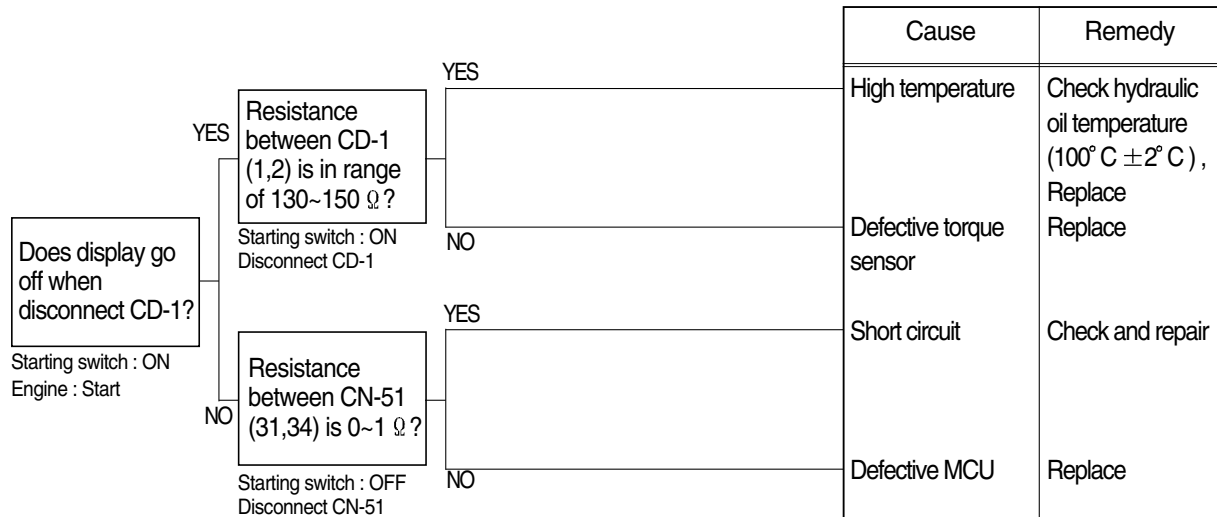 Does display go
off when
disconnect CD-1?
Starting switch : ON
Engine : Start
YES
Resistance
between CD-1
(1,2) is in range
of 130~150 Ω ?
Starting switch : ON
Disconnect CD-1
NO
Resistance
between CN-51
(31,34) is 0~1 Ω ?
Starting switch : OFF
Disconnect CN-51
YES
NO
YES
NO
Cause
Remedy
High temperature
Check hydraulic
oil temperature
(100°C ±2°C) ,
Replace
Defective torque
sensor
Replace
Short circuit
Check and repair
Defective MCU
Replace